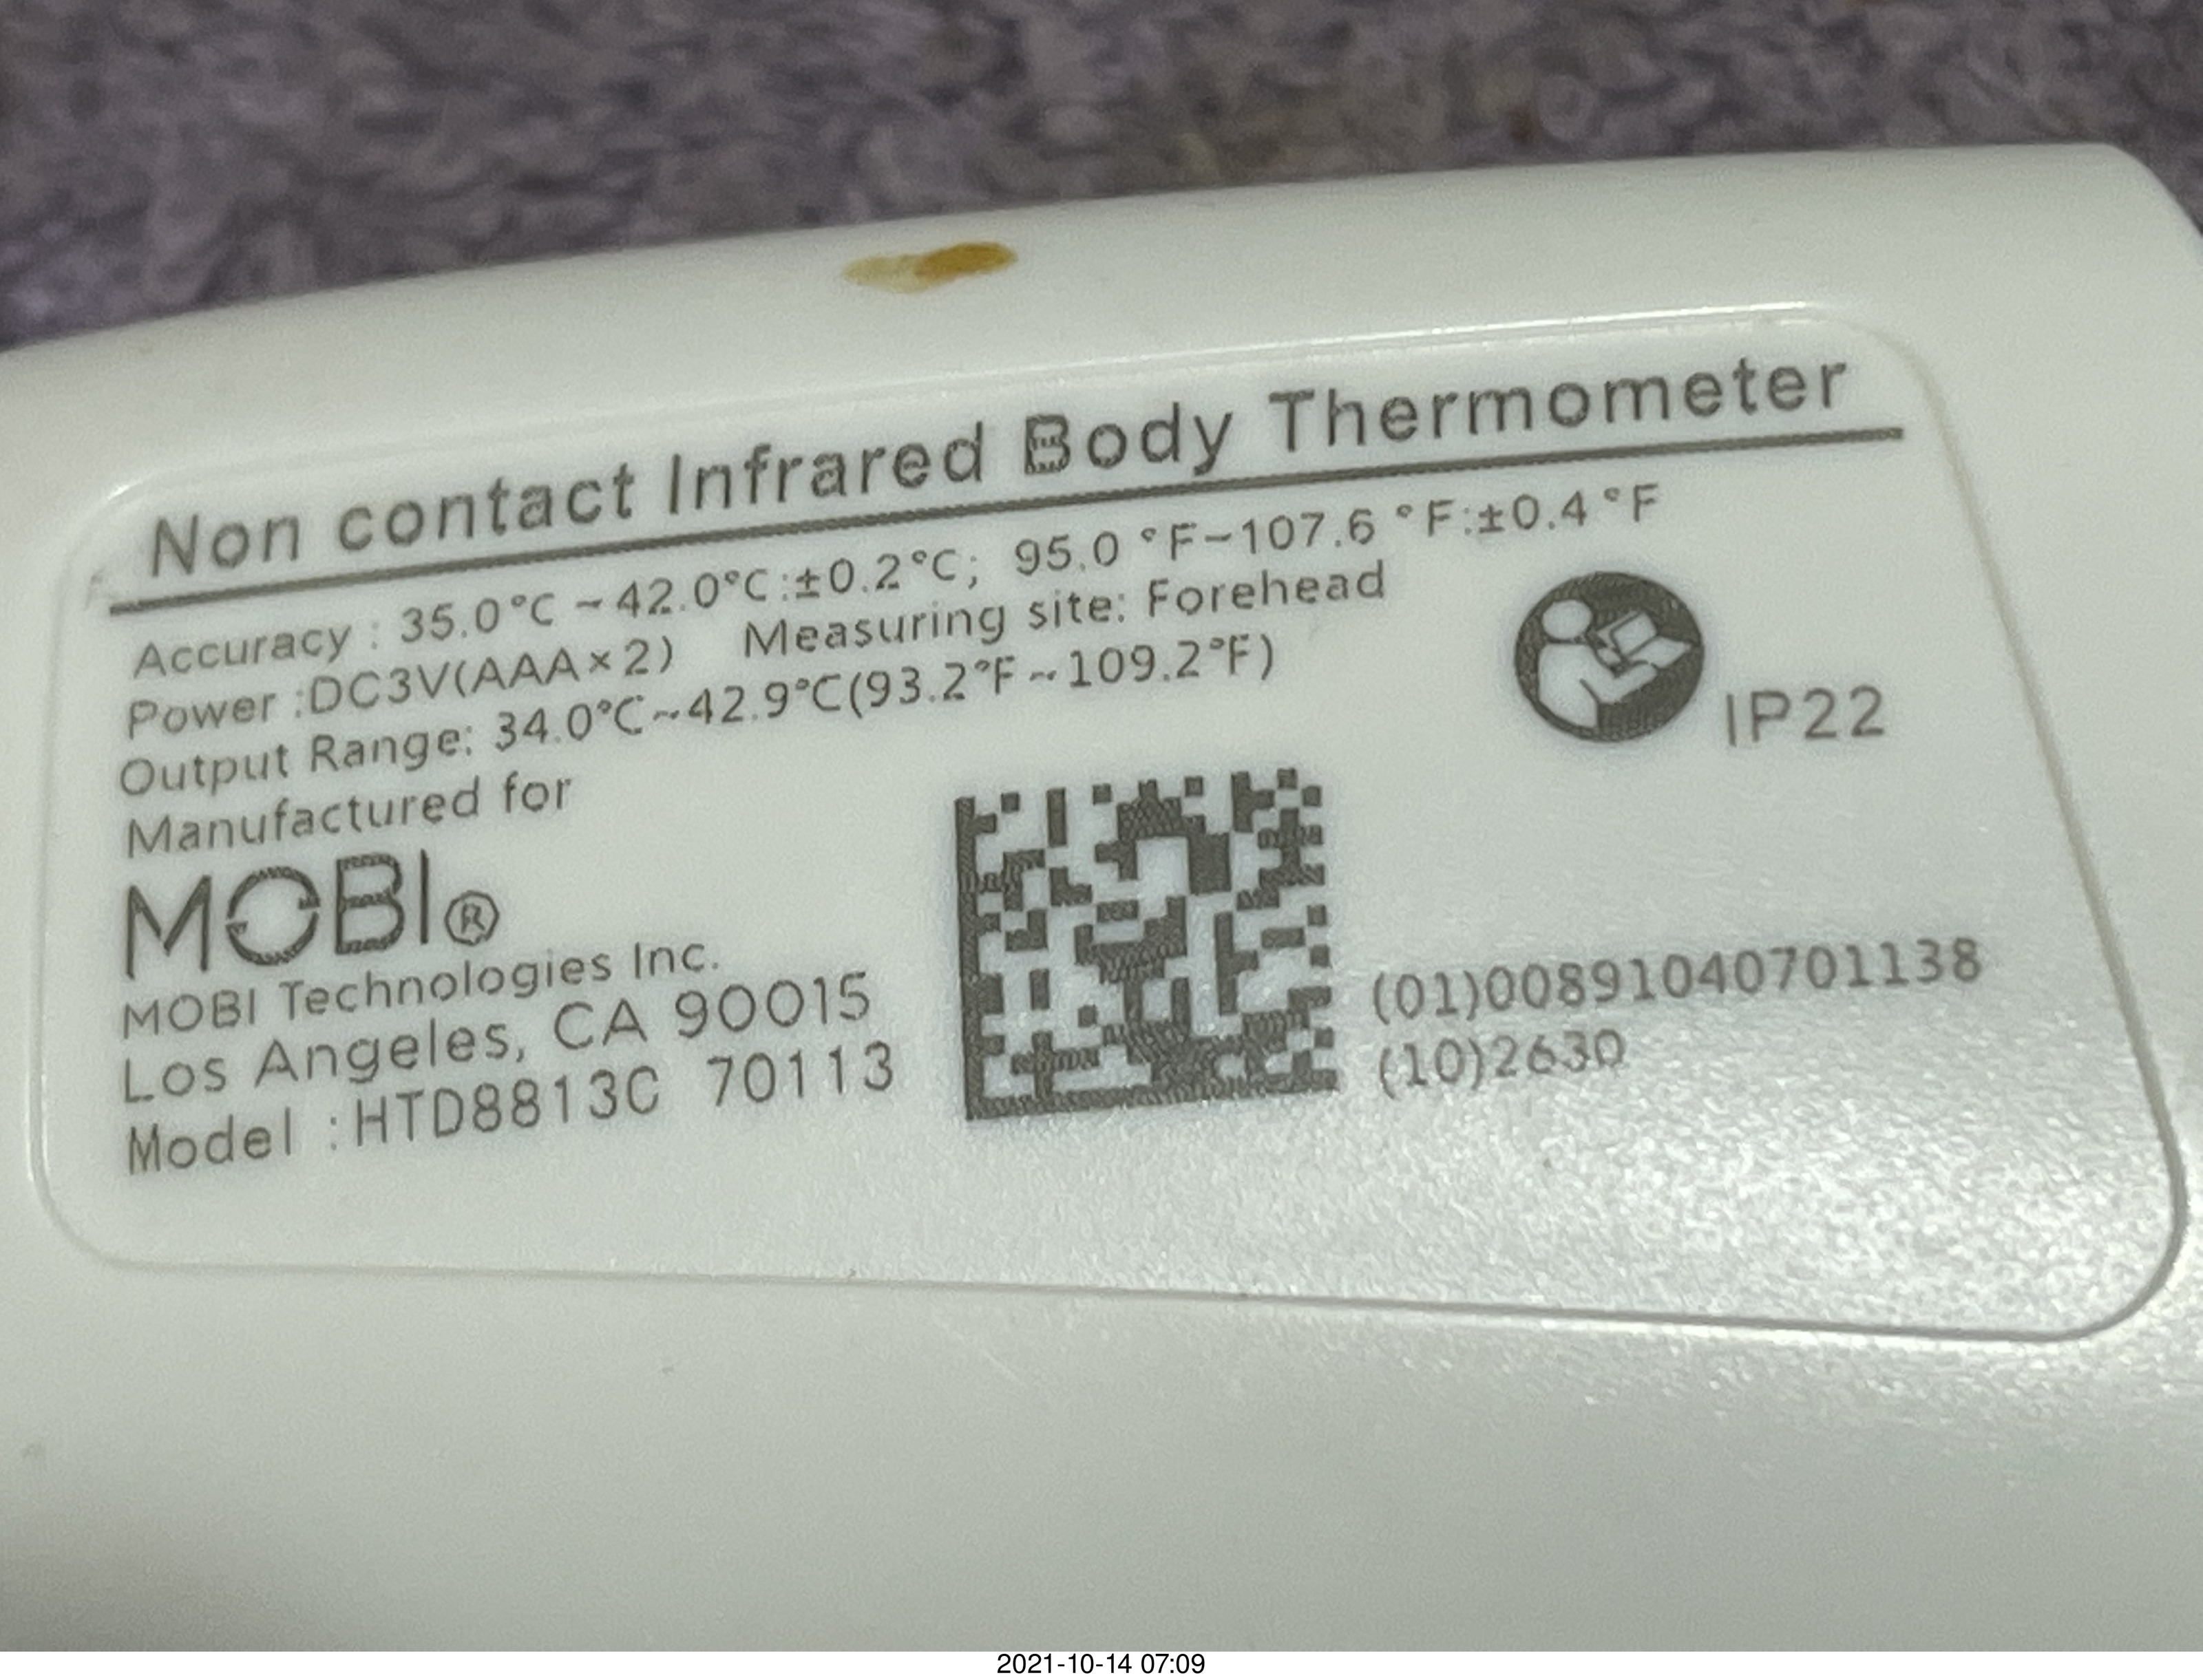 Non contact Infrared Body Thermometer
Accuracy : 35.0°C ~42.0°C:±0.2°C; 95.0 °F~107.6 °F:±0.4 °F
Power :DC3V(AAA×2) Measuring site: Forehead
Output Range: 34.0°C~42.9°C(93.2°F~109.2°F)
Manufactured for
MOBI®
MOBI Technologies Inc.
Los Angeles, CA 90015
Model :HTD8813C 70113
IP22
(01)00891040701138
(10)2630
2021-10-14 07:09